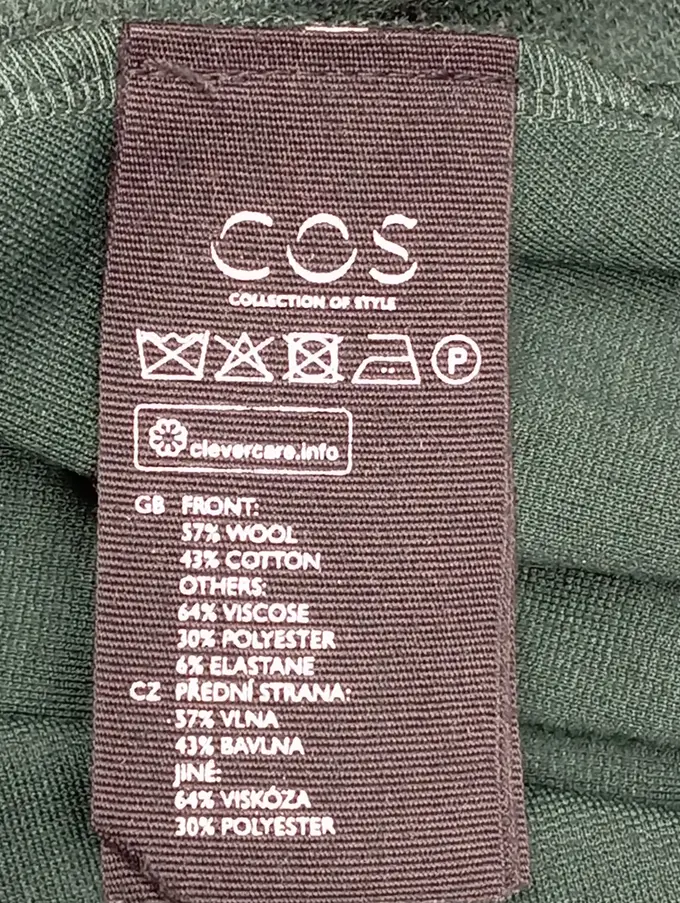 COS
COLLECTION OF STYLE
P
clevercare.info
GB FRONT:
57% WOOL
43% COTTON
OTHERS:
64% VISCOSE
30% POLYESTER
6% ELASTANE
CZ PŘEDNÍ STRANA:
57% VLNA
43% BAVLNA
JINÉ:
64% VISKÓZA
30% POLYESTER